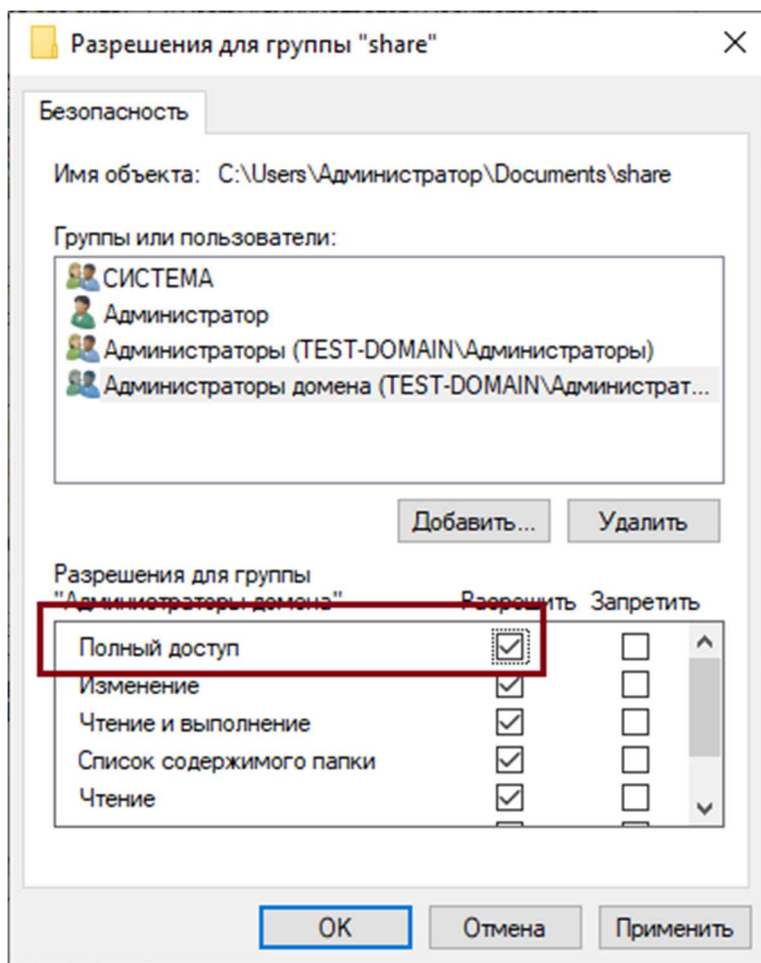 Разрешения для группы "share"
Безопасность
Имя объекта: C:\Users\Администратор\Documents\share
Группы или пользователи:
СИСТЕМА
Администратор
Администраторы (TEST-DOMAIN\Администраторы)
Администраторы домена (TEST-DOMAIN\Администрат...
Добавить... Удалить
Разрешения для группы
"Администраторы домена" Разрешить Запретить
Полный доступ
Изменение
Чтение и выполнение
Список содержимого папки
Чтение
ОК Отмена Применить